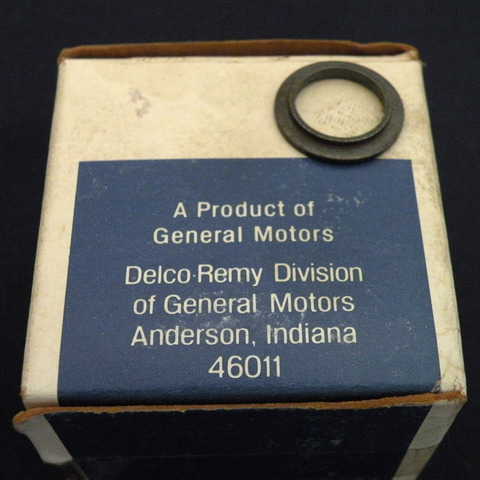 A Product of
General Motors
Delco-Remy Division
of General Motors
Anderson, Indiana
46011